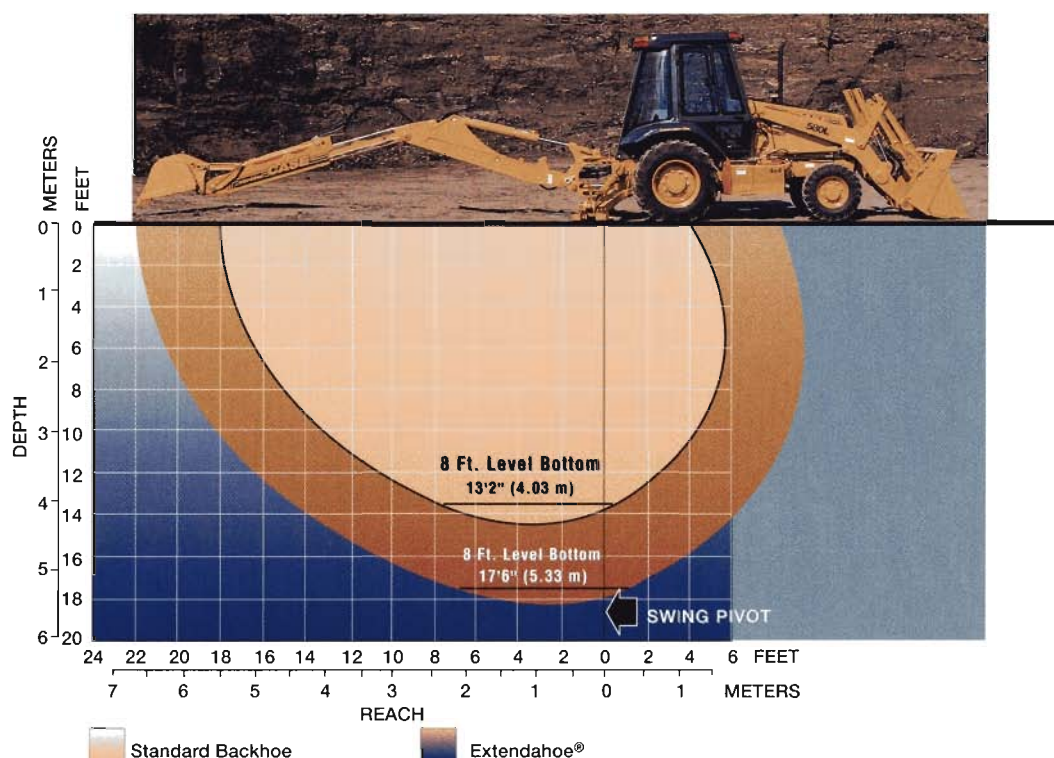 CASE
580L
METERS
FEET
0 0
2
1
4
6
2
8
3 10
12
4
14
16
5
18
6 20
DEPTH
8 Ft. Level Bottom
13'2" (4.03 m)
8 Ft. Level Bottom
17'6" (5.33 m)
SWING PIVOT
24 22 20 18 16 14 12 10 8 6 4 2 0 2 4 6 FEET
7 6 5 4 3 2 1 0 1 METERS
REACH
Standard Backhoe
Extendahoe®